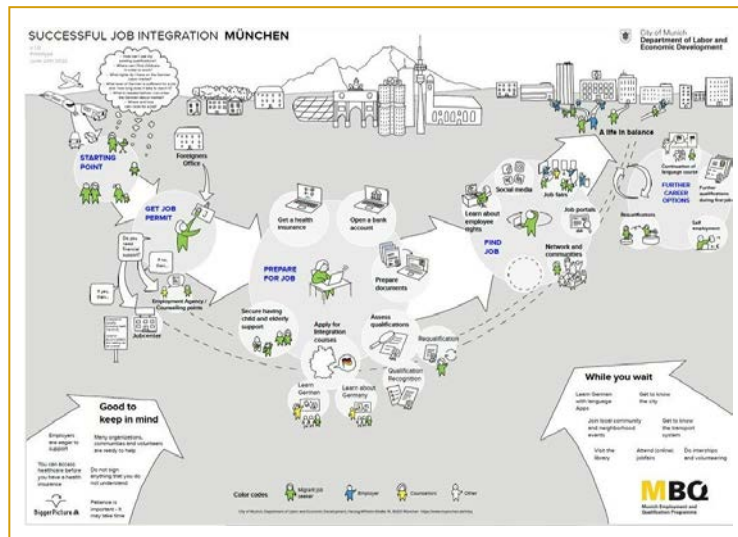 SUCCESSFUL JOB INTEGRATION MÜNCHEN
City of Munich
Department of Labor and
Economic Development
STARTING
POINT
Foreigners
Office
GET JOB
PERMIT
Do you
need
financial
support?
If no,
then...
If yes,
then...
Employment Agency /
Counselling points
Jobcenter
Get a health
insurance
Open a bank
account
PREPARE
FOR JOB
Prepare
documents
Secure having
child and elderly
support
Apply for
Integration
courses
Assess
qualifications
Requalification
Qualification
Recognition
Learn
German
Learn about
Germany
Learn about
employee
rights
Social media
Job fairs
Job portals
FIND
JOB
Network and
communities
A life in balance
Continuation of
language course
FURTHER
CAREER
OPTIONS
Further
qualifications
during first job
Requalifications
Self
employment
Good to
keep in mind
Employers
are eager to
support
Many organizations,
communities and volunteers
are ready to help
You can access
healthcare before
you have a health
insurance
Do not sign
anything that you do
not understand
Patience is
important - it
may take time
BiggerPicture.dk
Color codes
Migrant job
seeker
Employer
Counselors
Other
While you wait
Learn German
with language
Apps
Get to know
the city
Join local community
and neighborhood
events
Get to know
the transport
system
Visit the
library
Attend (online)
jobfairs
Do internships
and volunteering
MBQ
Munich Employment and
Qualification Programme